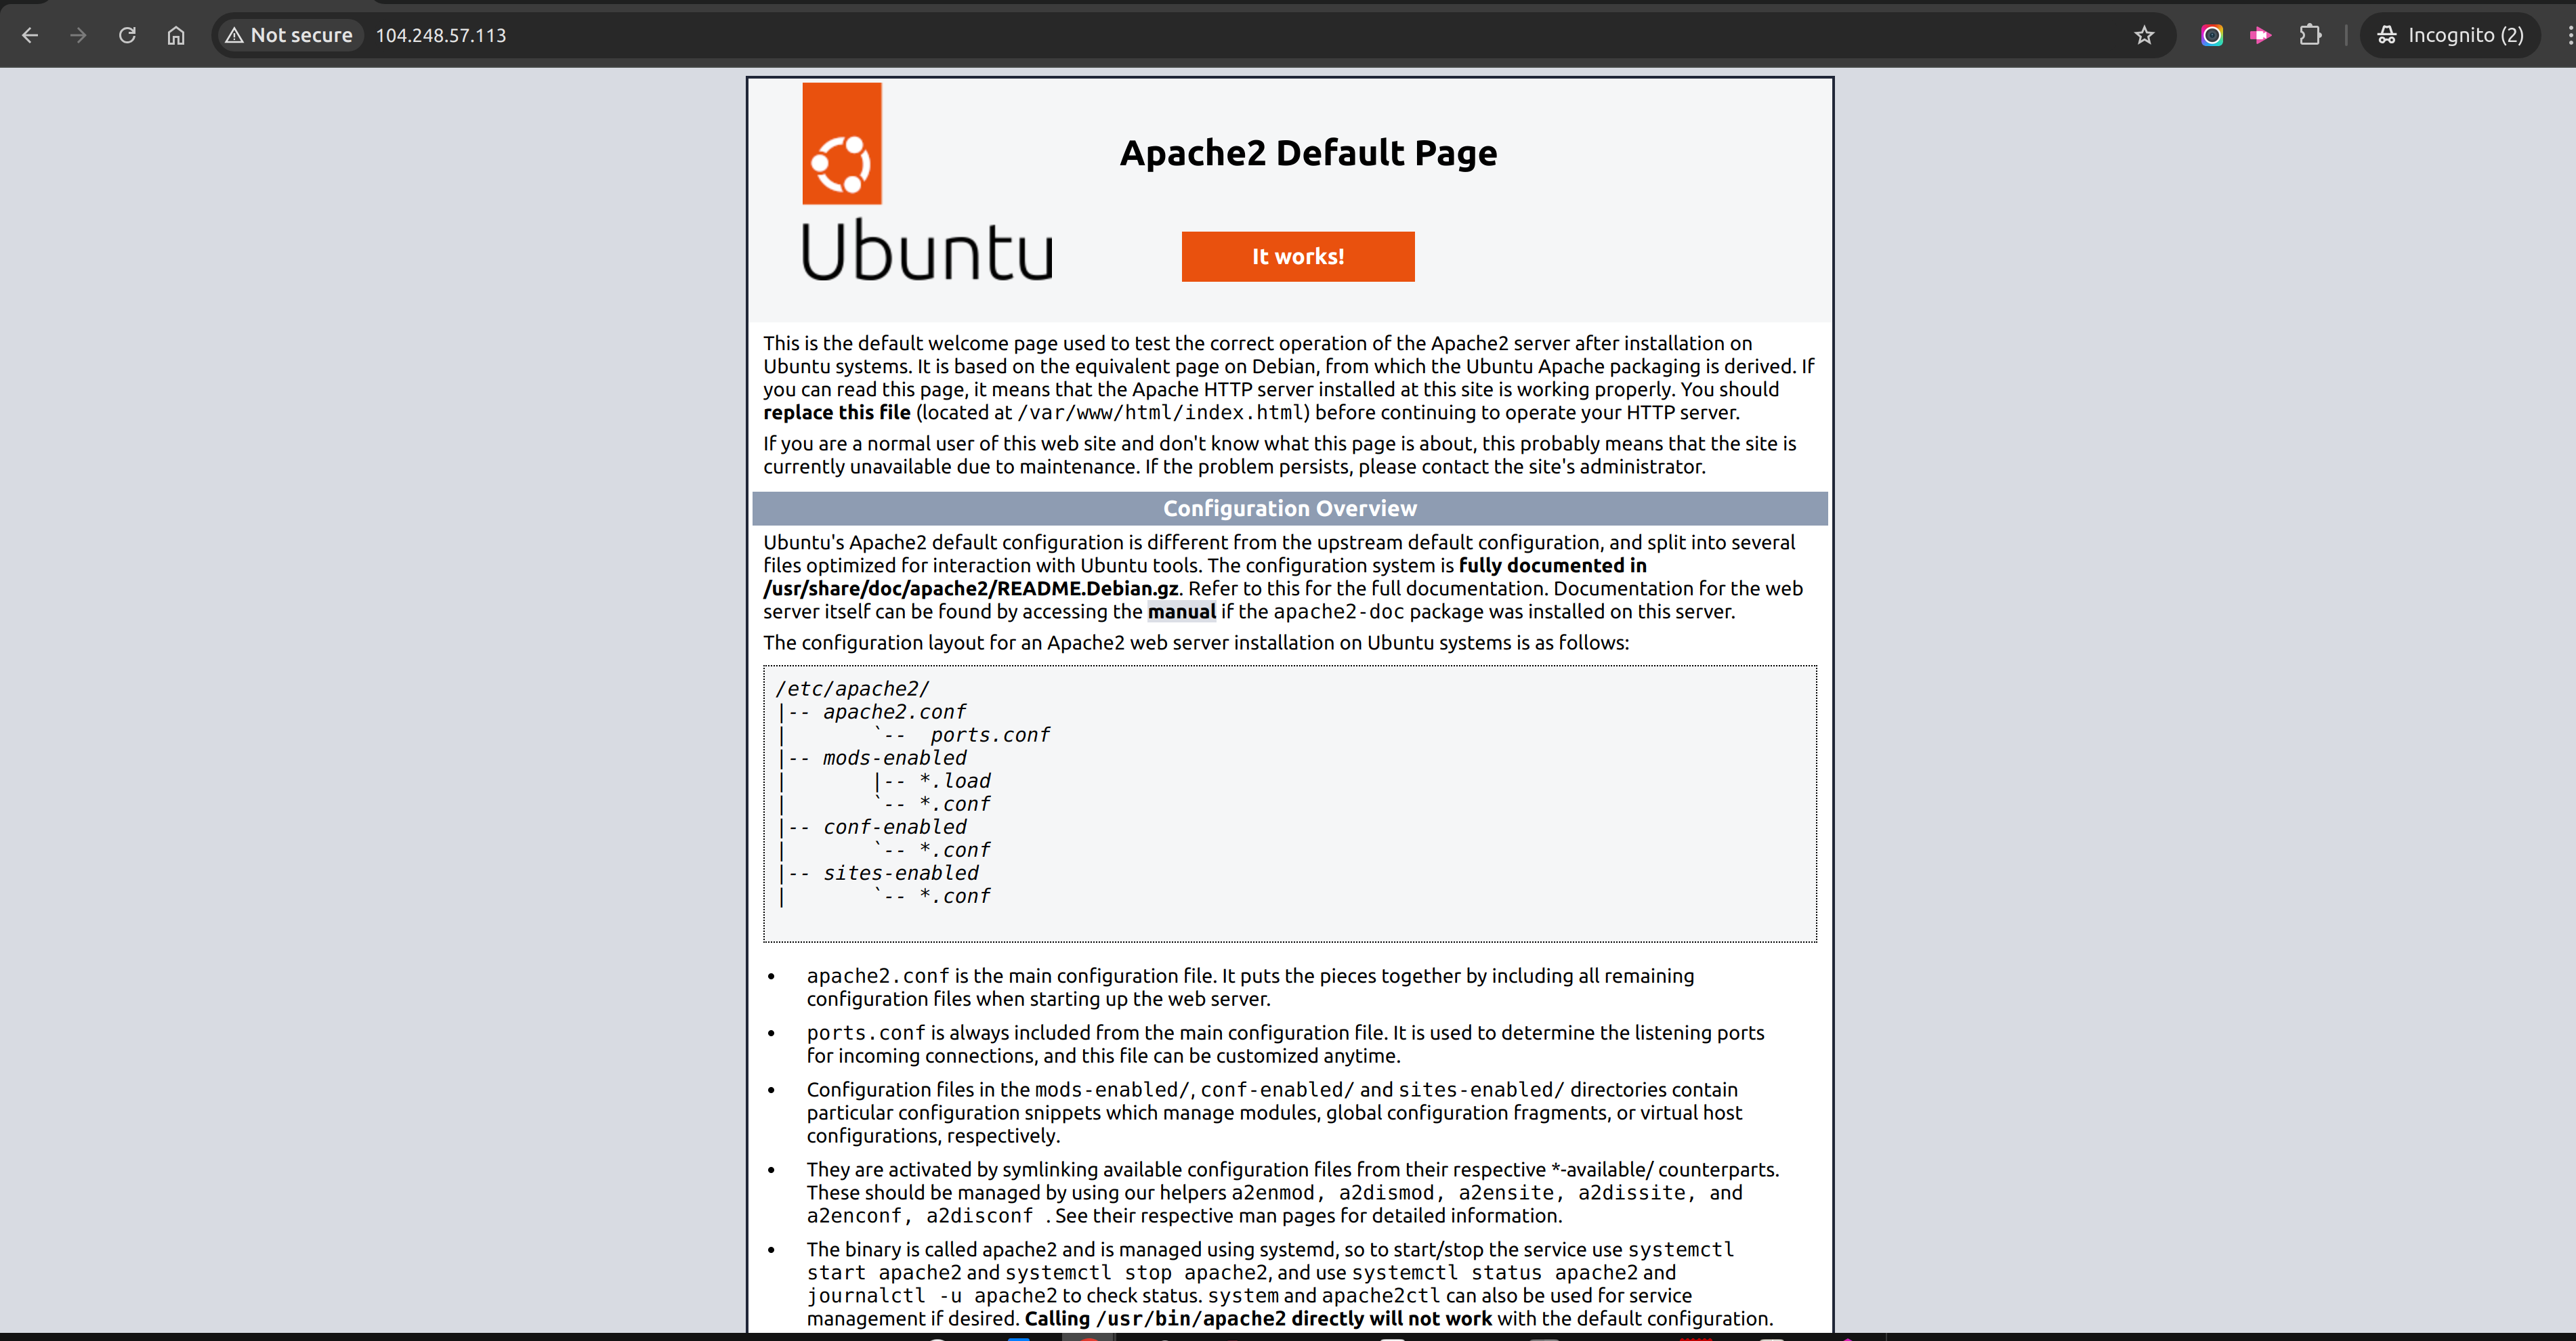 Not secure 104.248.57.113 Incognito (2)
Apache2 Default Page
Ubuntu
It works!
This is the default welcome page used to test the correct operation of the Apache2 server after installation on
Ubuntu systems. It is based on the equivalent page on Debian, from which the Ubuntu Apache packaging is derived. If
you can read this page, it means that the Apache HTTP server installed at this site is working properly. You should
replace this file (located at /var/www/html/index.html) before continuing to operate your HTTP server.
If you are a normal user of this web site and don't know what this page is about, this probably means that the site is
currently unavailable due to maintenance. If the problem persists, please contact the site's administrator.
Configuration Overview
Ubuntu's Apache2 default configuration is different from the upstream default configuration, and split into several
files optimized for interaction with Ubuntu tools. The configuration system is fully documented in
/usr/share/doc/apache2/README.Debian.gz. Refer to this for the full documentation. Documentation for the web
server itself can be found by accessing the manual if the apache2-doc package was installed on this server.
The configuration layout for an Apache2 web server installation on Ubuntu systems is as follows:
/etc/apache2/
|-- apache2.conf
|       `--  ports.conf
|-- mods-enabled
|       |-- *.load
|       `-- *.conf
|-- conf-enabled
|       `-- *.conf
|-- sites-enabled
|       `-- *.conf
• apache2.conf is the main configuration file. It puts the pieces together by including all remaining
configuration files when starting up the web server.
• ports.conf is always included from the main configuration file. It is used to determine the listening ports
for incoming connections, and this file can be customized anytime.
• Configuration files in the mods-enabled/, conf-enabled/ and sites-enabled/ directories contain
particular configuration snippets which manage modules, global configuration fragments, or virtual host
configurations, respectively.
• They are activated by symlinking available configuration files from their respective *-available/ counterparts.
These should be managed by using our helpers a2enmod, a2dismod, a2ensite, a2dissite, and
a2enconf, a2disconf . See their respective man pages for detailed information.
• The binary is called apache2 and is managed using systemd, so to start/stop the service use systemctl
start apache2 and systemctl stop apache2, and use systemctl status apache2 and
journalctl -u apache2 to check status. system and apache2ctl can also be used for service
management if desired. Calling /usr/bin/apache2 directly will not work with the default configuration.